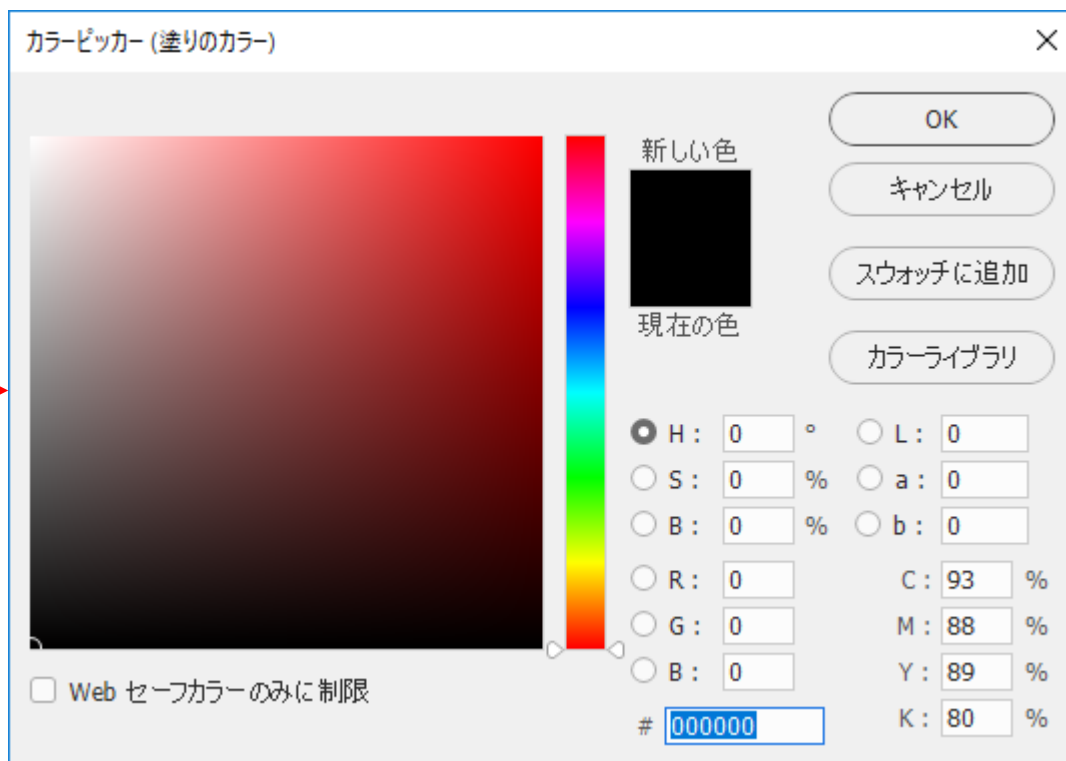 カラーピッカー (塗りのカラー)
OK
新しい色
キャンセル
スウォッチに追加
現在の色
カラーライブラリ
H : 0 °
L : 0
S : 0 %
a : 0
B : 0 %
b : 0
R : 0
C : 93 %
G : 0
M : 88 %
B : 0
Y : 89 %
# 000000
K : 80 %
Web セーフカラーのみに制限